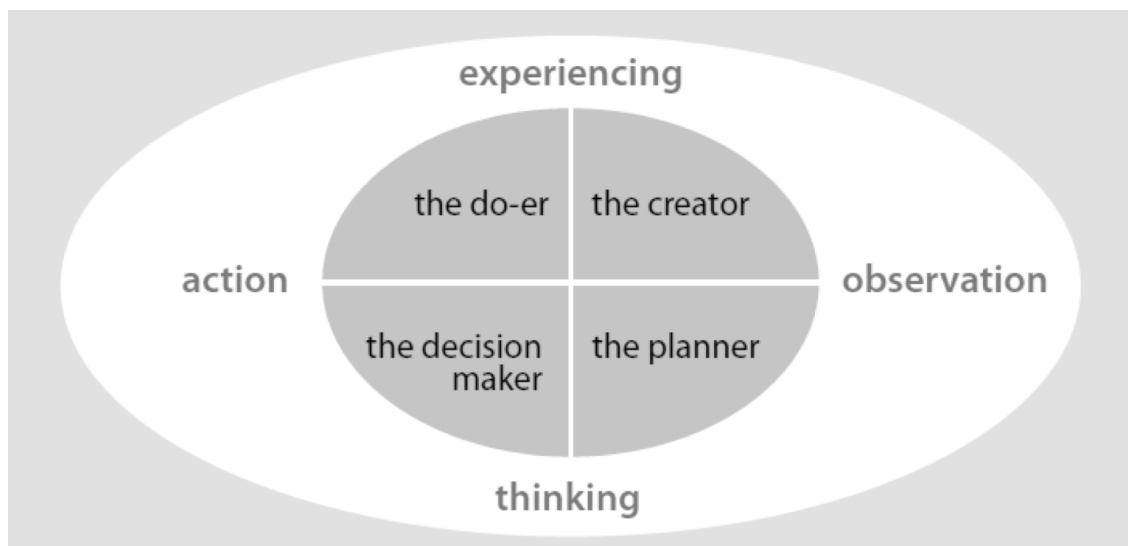 experiencing
the do-er
the creator
action
observation
the decision
maker
the planner
thinking